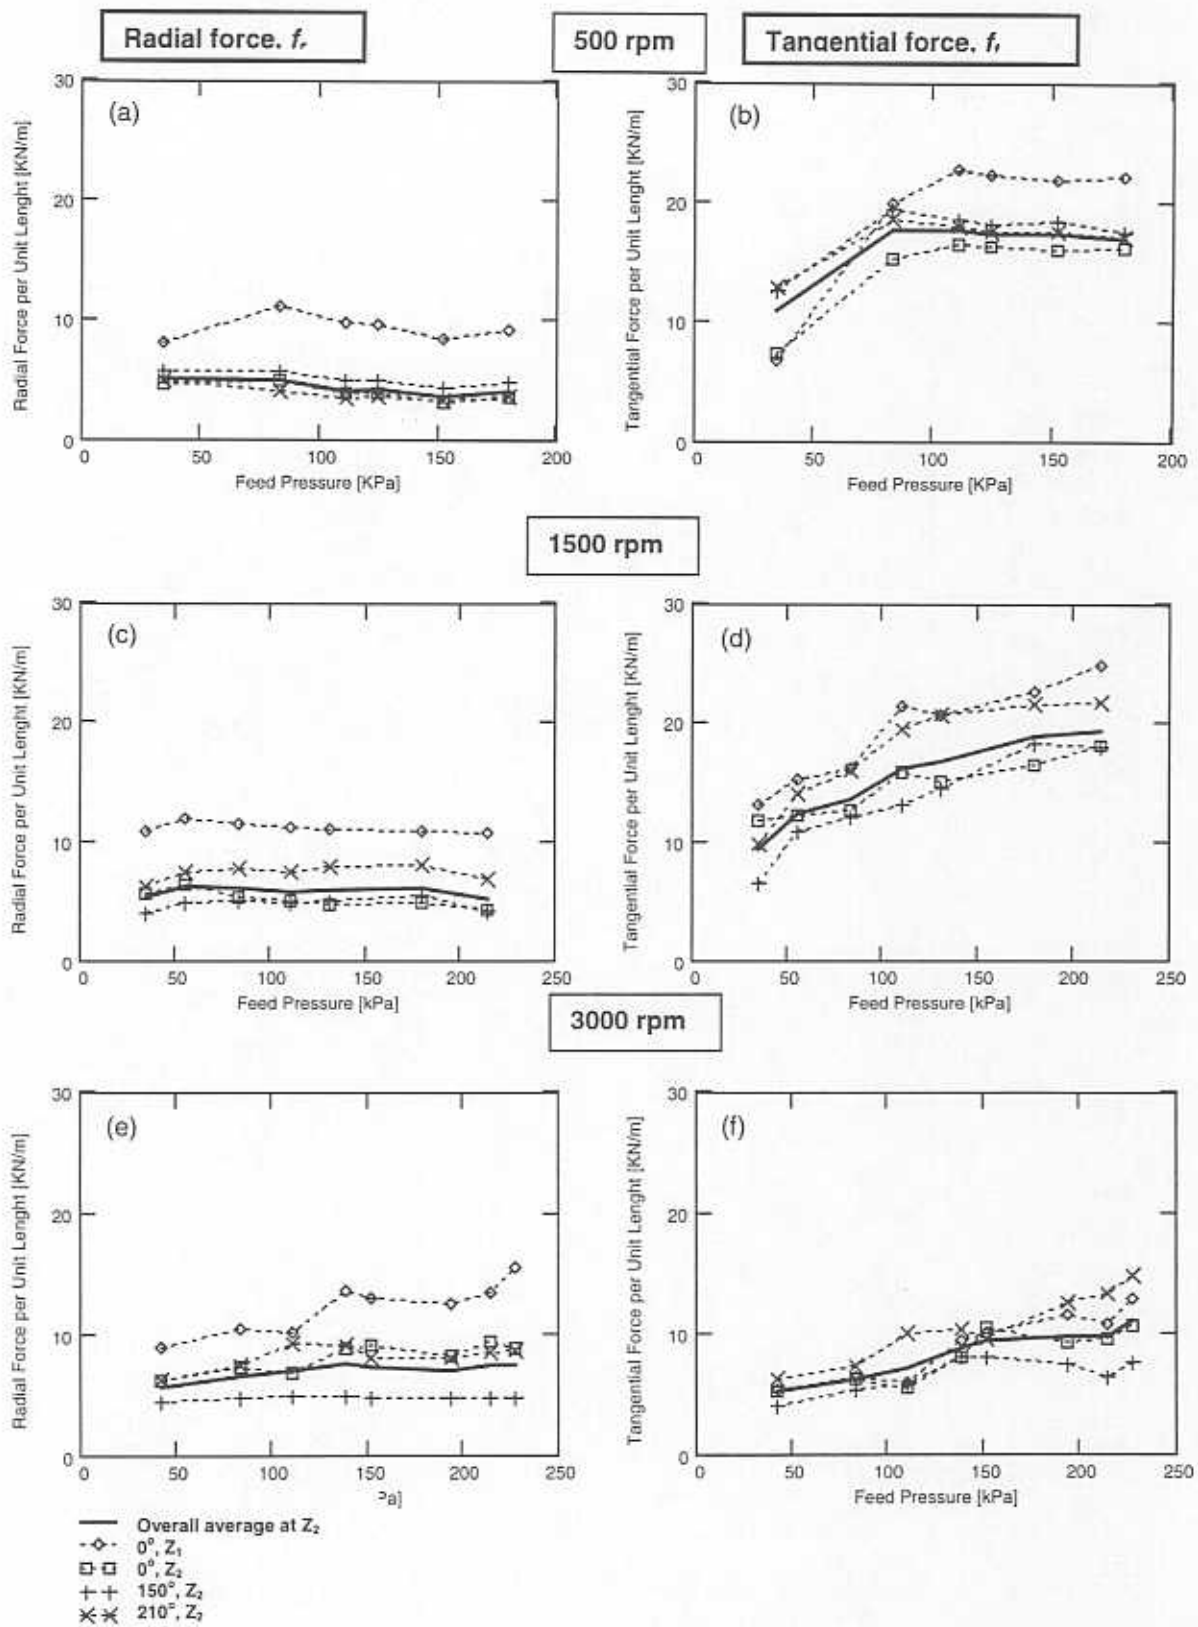 Radial force, f
500 rpm
Tangential force, f
30
20
10
0
Radial Force per Unit Lenght [KN/m]
(a)
0 50 100 150 200
Feed Pressure [KPa]
30
20
10
0
Tangential Force per Unit Lenght [KN/m]
(b)
0 50 100 150 200
Feed Pressure [KPa]
1500 rpm
30
20
10
0
Radial Force per Unit Lenght [KN/m]
(c)
0 50 100 150 200 250
Feed Pressure [kPa]
30
20
10
0
Tangential Force per Unit Lenght [KN/m]
(d)
0 50 100 150 200 250
Feed Pressure [kPa]
3000 rpm
30
20
10
0
Radial Force per Unit Lenght [KN/m]
(e)
0 50 100 150 200 250
Pa]
30
20
10
0
Tangential Force per Unit Lenght [KN/m]
(f)
0 50 100 150 200 250
Feed Pressure [kPa]
Overall average at Z₂
0°, Z₁
0°, Z₂
150°, Z₂
210°, Z₂